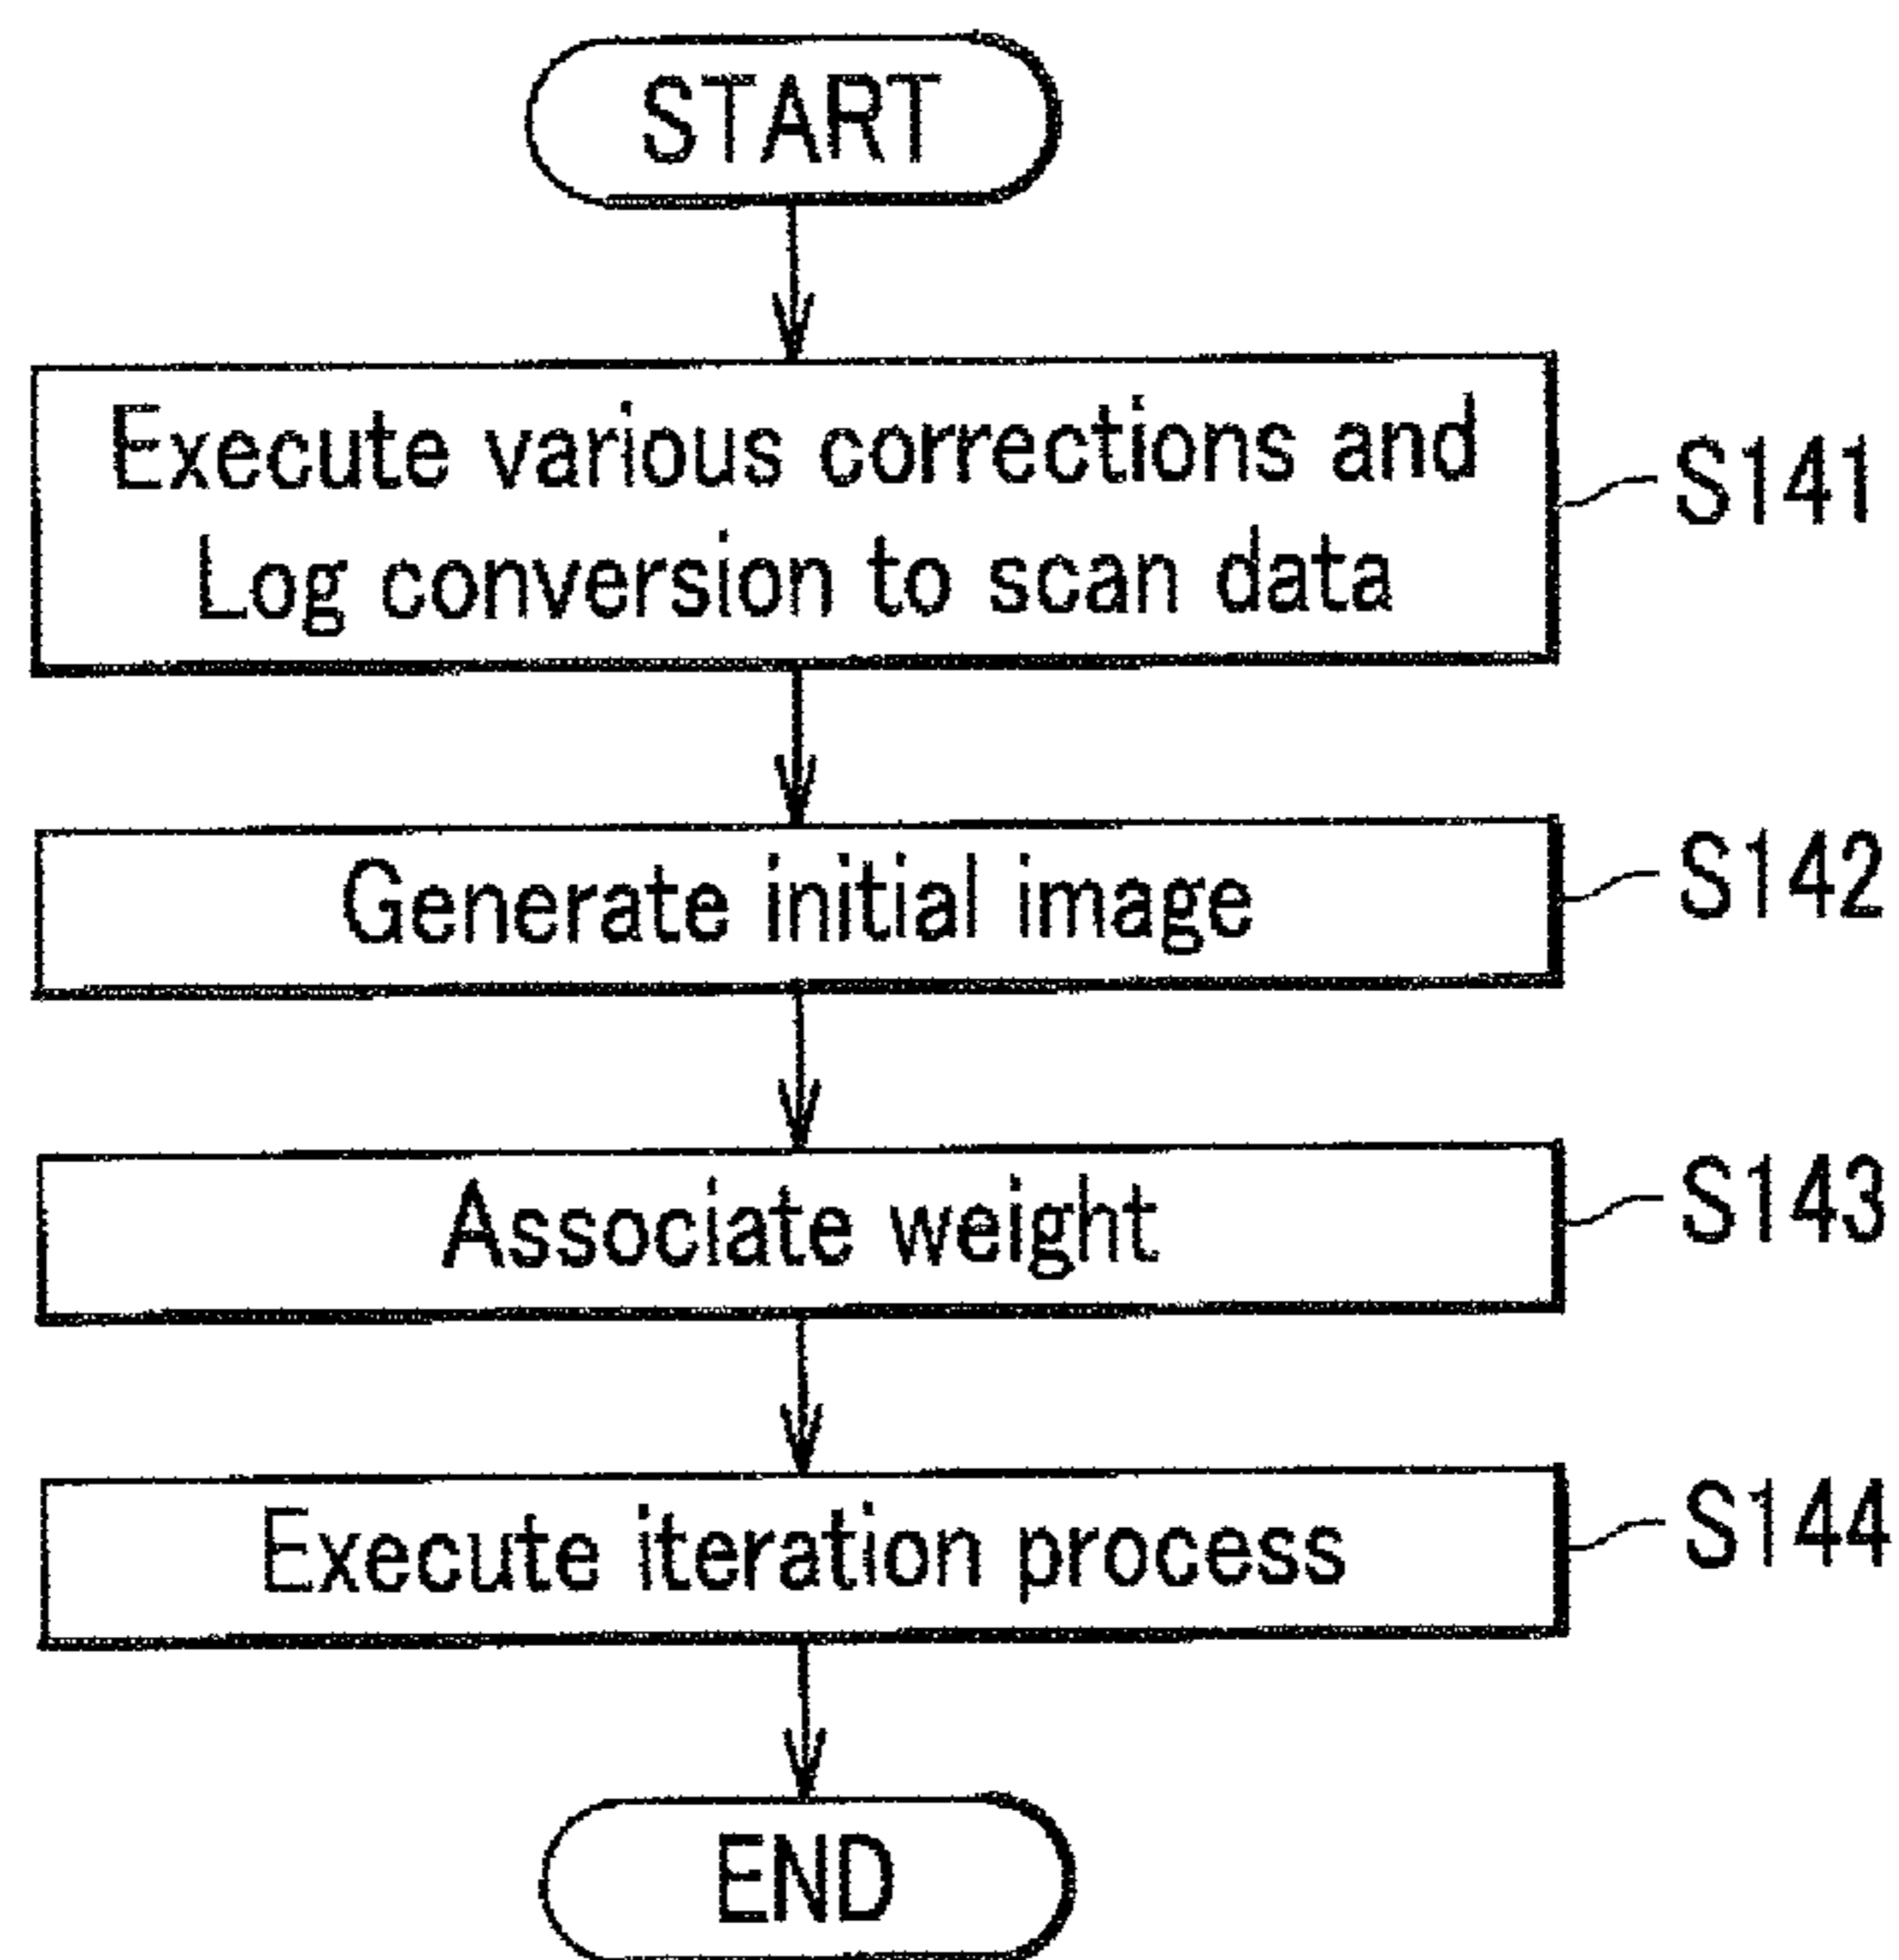 START
Execute various corrections and
Log conversion to scan data
S141
Generate initial image
S142
Associate weight
S143
Execute iteration process
S144
END